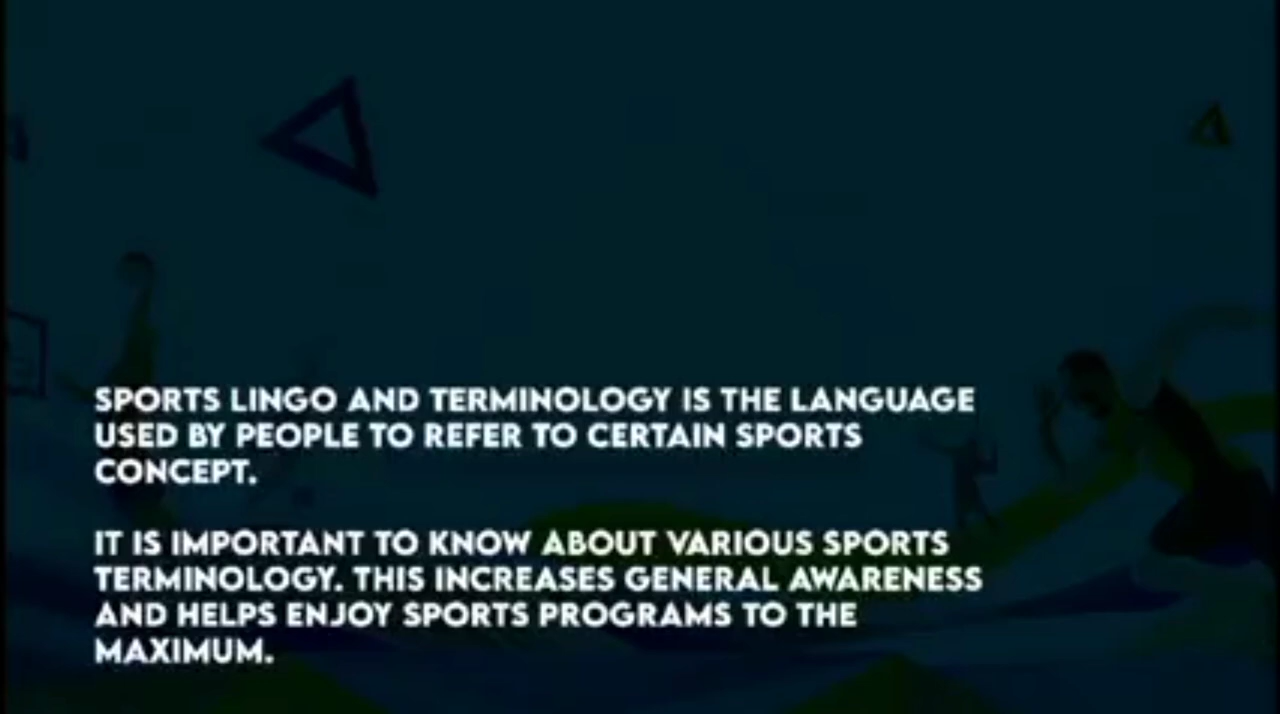 SPORTS LINGO AND TERMINOLOGY IS THE LANGUAGE
USED BY PEOPLE TO REFER TO CERTAIN SPORTS
CONCEPT.
IT IS IMPORTANT TO KNOW ABOUT VARIOUS SPORTS
TERMINOLOGY. THIS INCREASES GENERAL AWARENESS
AND HELPS ENJOY SPORTS PROGRAMS TO THE
MAXIMUM.